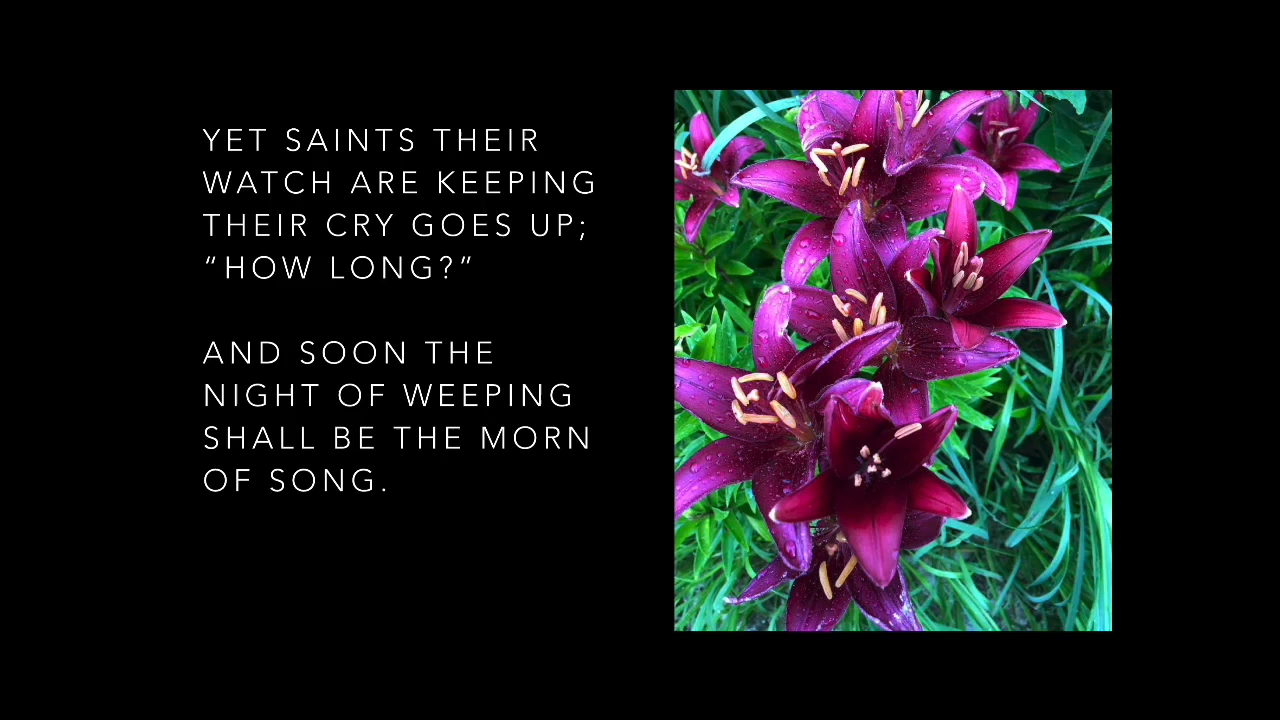 YET SAINTS THEIR
WATCH ARE KEEPING
THEIR CRY GOES UP;
“HOW LONG?”
AND SOON THE
NIGHT OF WEEPING
SHALL BE THE MORN
OF SONG.